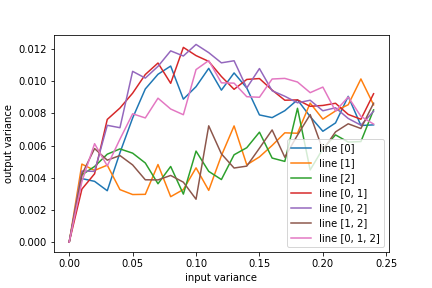 0.012
0.010
0.008
0.006
0.004
0.002
0.000
output variance
0.00 0.05 0.10 0.15 0.20 0.25
input variance
line [0]
line [1]
line [2]
line [0, 1]
line [0, 2]
line [1, 2]
line [0, 1, 2]